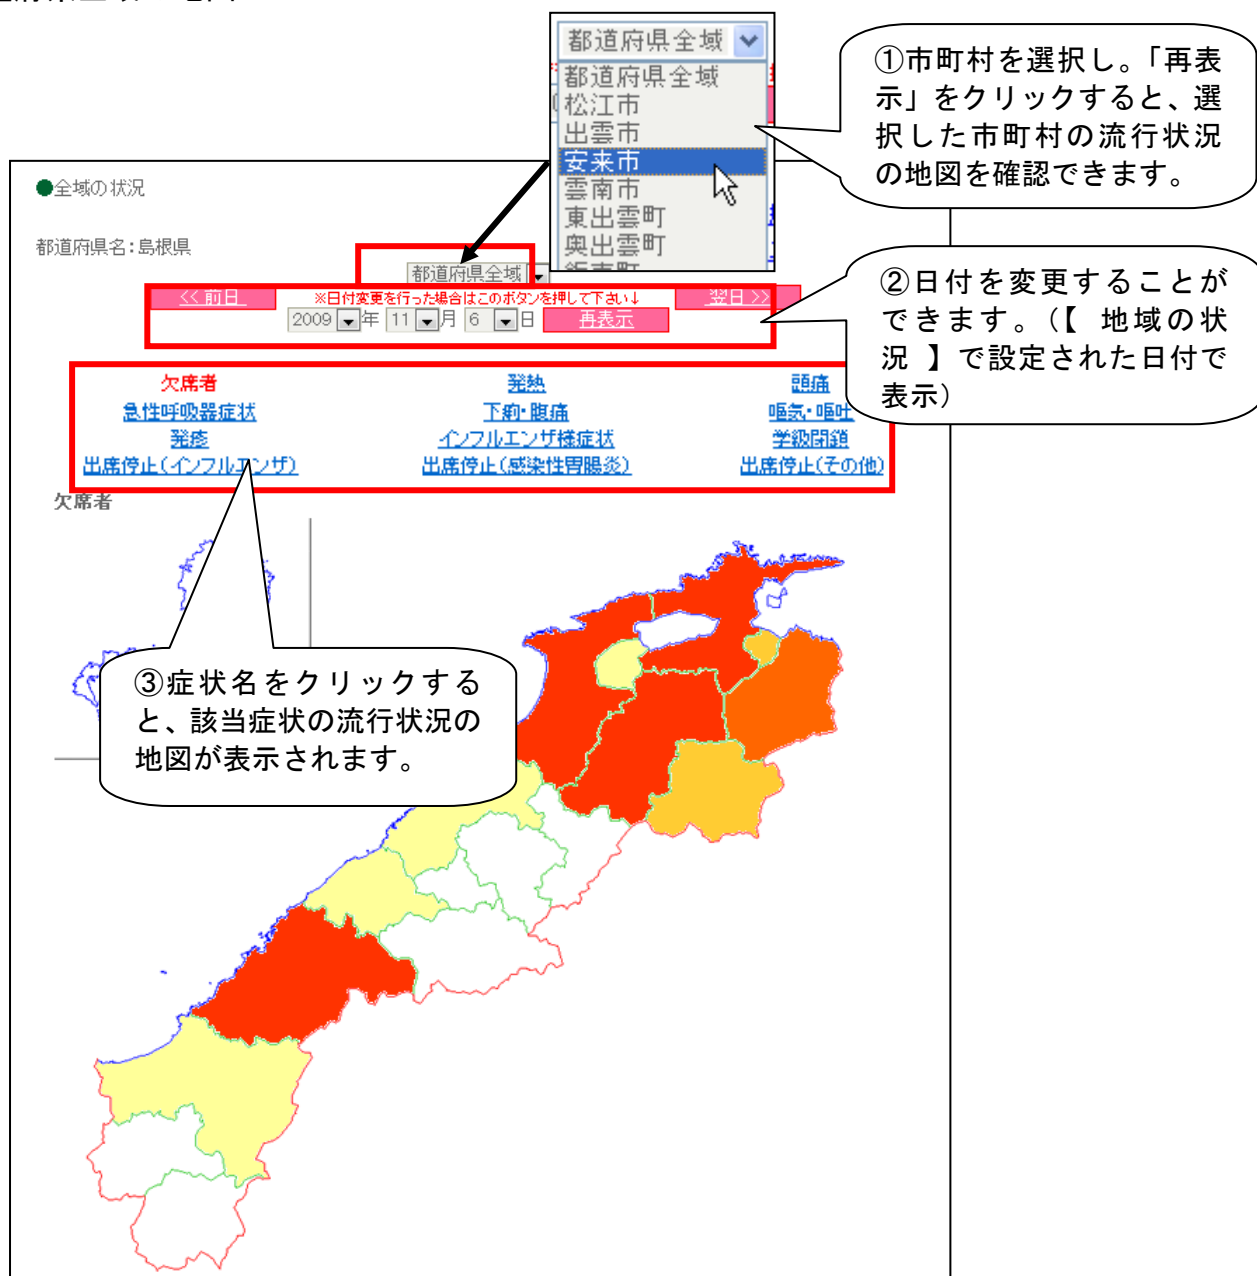 都道府県全域
都道府県全域
松江市
出雲市
安来市
雲南市
東出雲町
奥出雲町
①市町村を選択し。「再表
示」をクリックすると、選
択した市町村の流行状況
の地図を確認できます。
●全域の状況
都道府県名：島根県
都道府県全域
<<前日
※日付変更を行った場合はこのボタンを押して下さい↓
翌日>>
2009 年 11 月 6 日 再表示
②日付を変更することが
できます。（【 地域の状
況 】で設定された日付で
表示）
欠席者 発熱 頭痛
急性呼吸器症状 下痢・腹痛 嘔気・嘔吐
発疹 インフルエンザ様症状 学級閉鎖
出席停止(インフルエンザ) 出席停止(感染性胃腸炎) 出席停止(その他)
欠席者
③症状名をクリックする
と、該当症状の流行状況の
地図が表示されます。